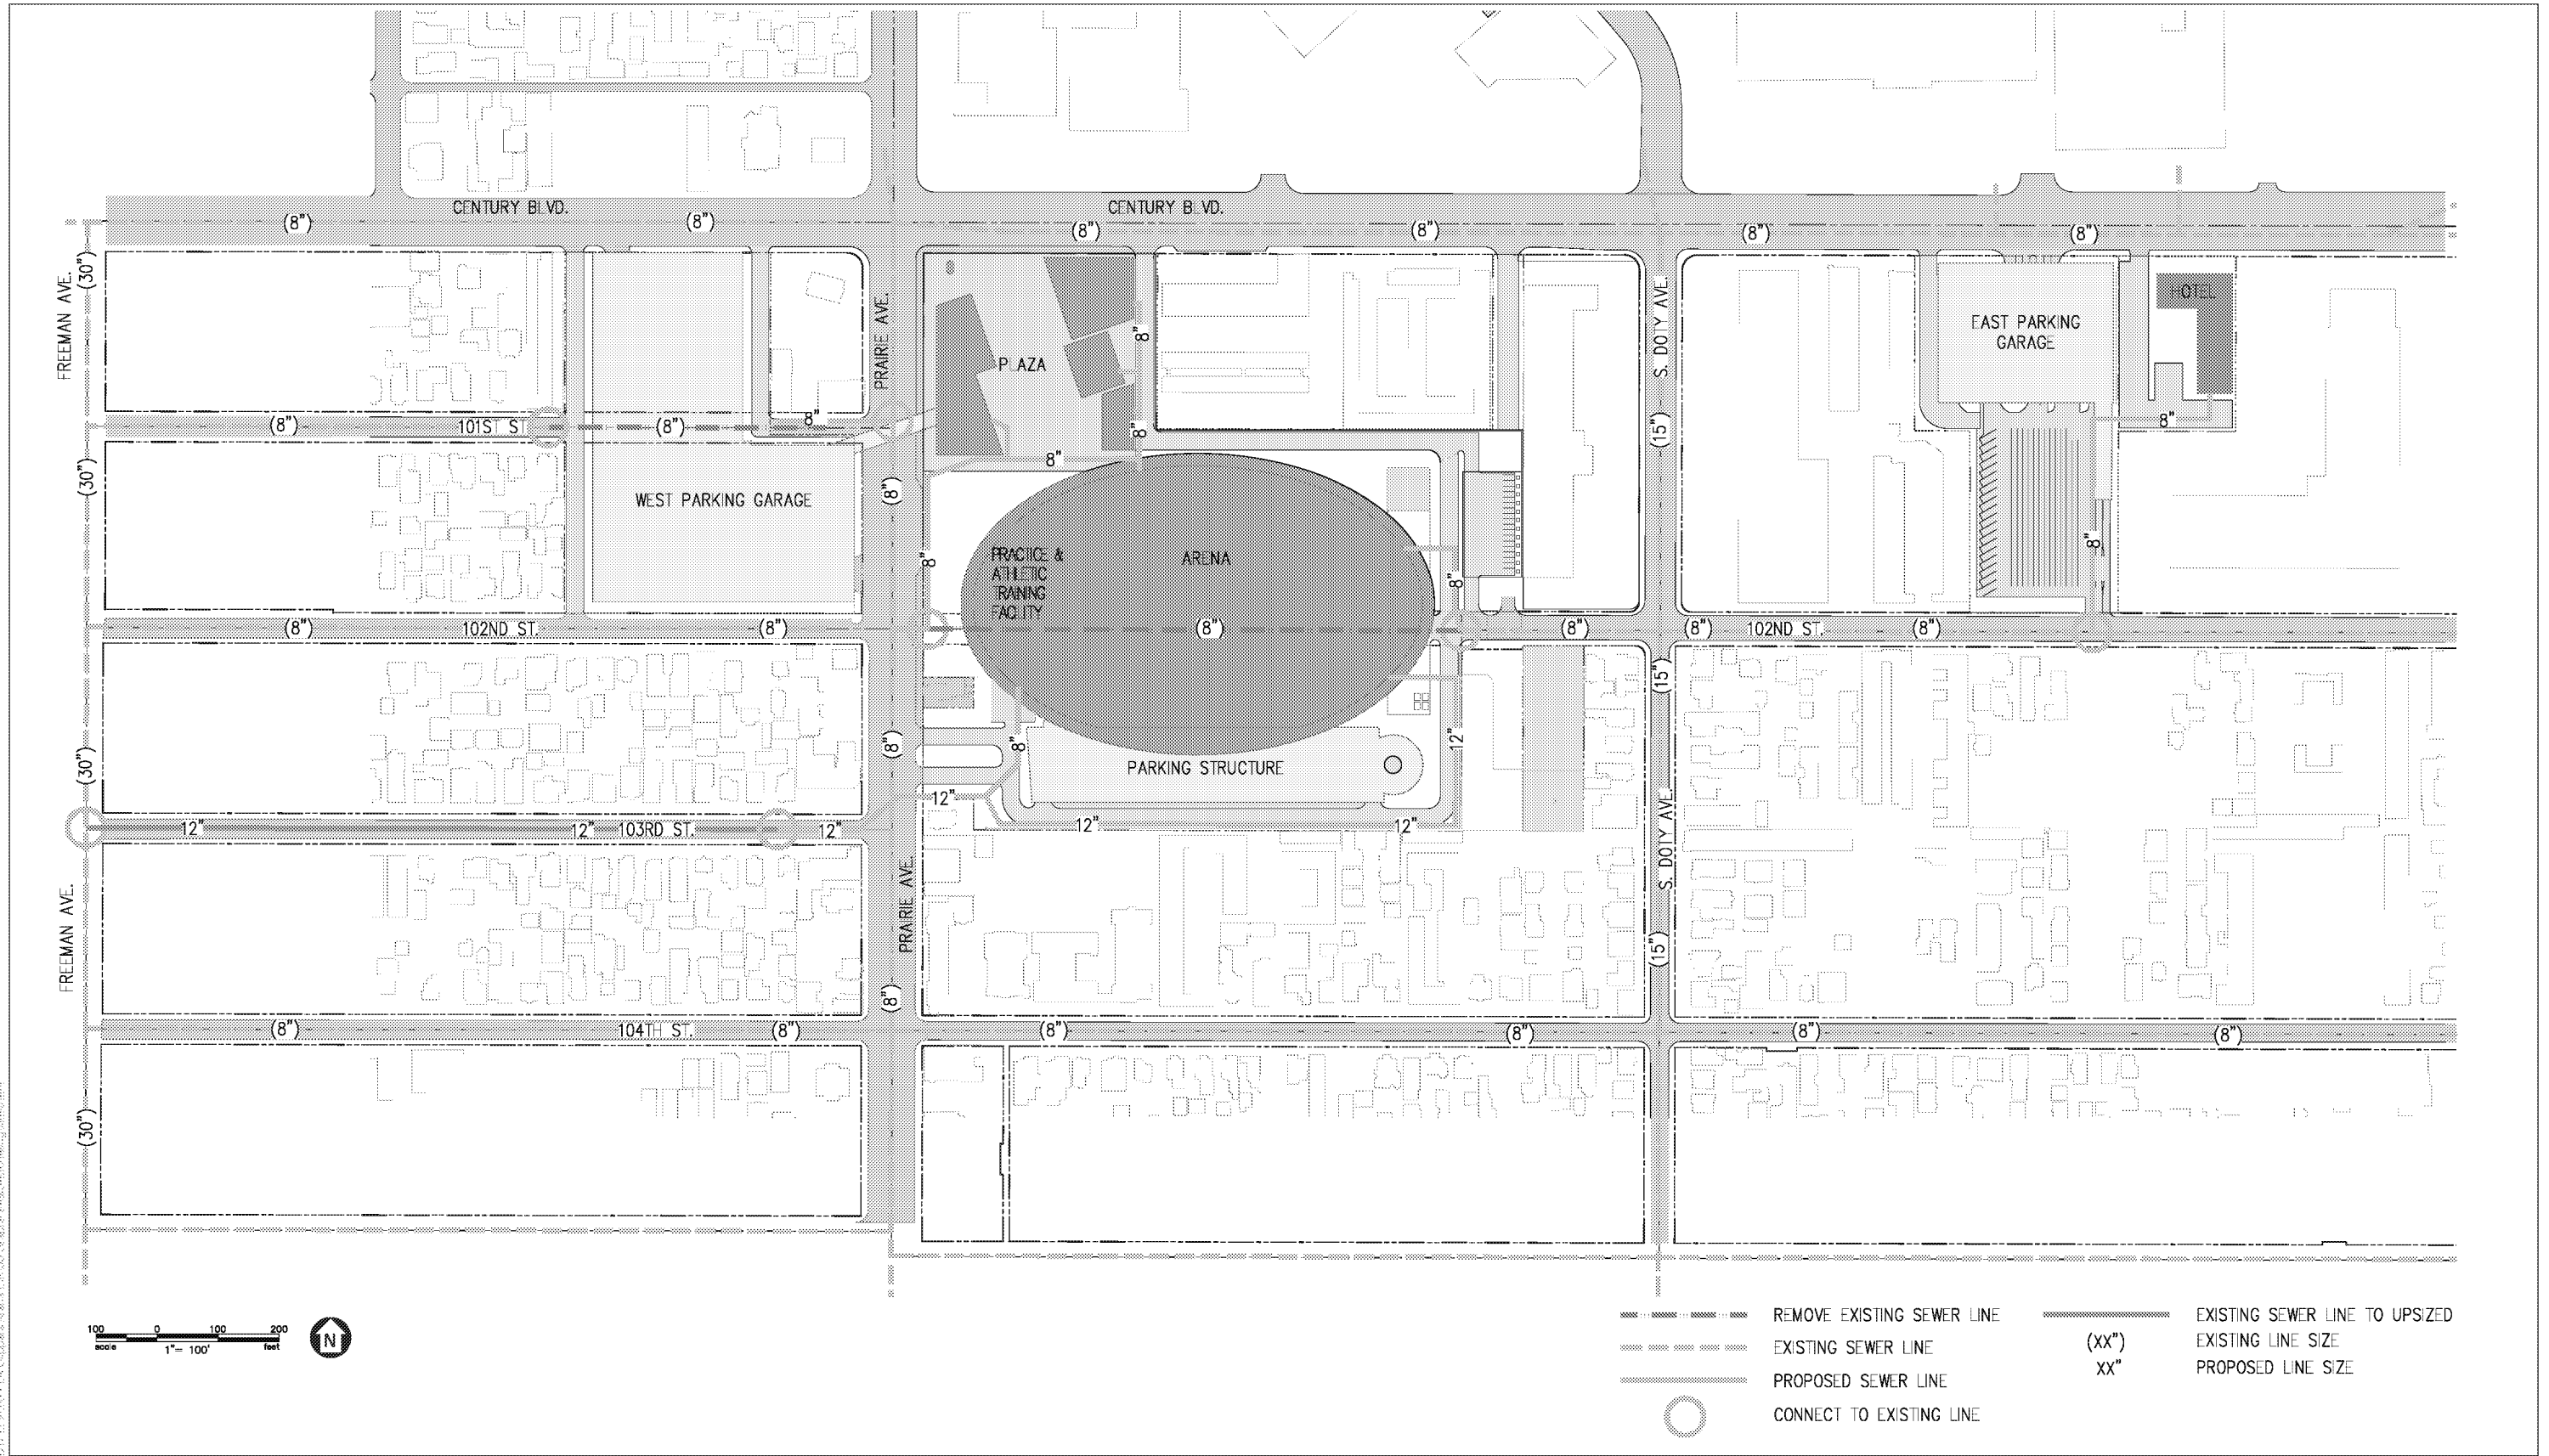 CENTURY BLVD.
CENTURY BLVD.
(8")
(8")
(8")
(8")
(8")
(8")
FREEMAN AVE.
(30")
PRAIRIE AVE.
PLAZA
8"
8"
S. DOTY AVE.
(15")
EAST PARKING
GARAGE
HOTEL
8"
(8")
101ST ST
(8")
8"
(30")
WEST PARKING GARAGE
(8")
8"
8"
PRACTICE &
ATHLETIC
TRAINING
FACILITY
ARENA
8"
8"
(8")
102ND ST.
(8")
(8")
(8")
(8")
102ND ST.
(8")
(15")
(30")
(8")
8"
12"
PARKING STRUCTURE
12"
12"
12"
103RD ST.
12"
12"
12"
S. DOTY AVE.
FREEMAN AVE.
PRAIRIE AVE.
(15")
(8")
(8")
104TH ST.
(8")
(8")
(8")
(8")
(8")
(30")
100 0 100 200
scale 1"= 100' feet
N
REMOVE EXISTING SEWER LINE
EXISTING SEWER LINE
PROPOSED SEWER LINE
CONNECT TO EXISTING LINE
EXISTING SEWER LINE TO UPSIZED
(XX") EXISTING LINE SIZE
XX" PROPOSED LINE SIZE